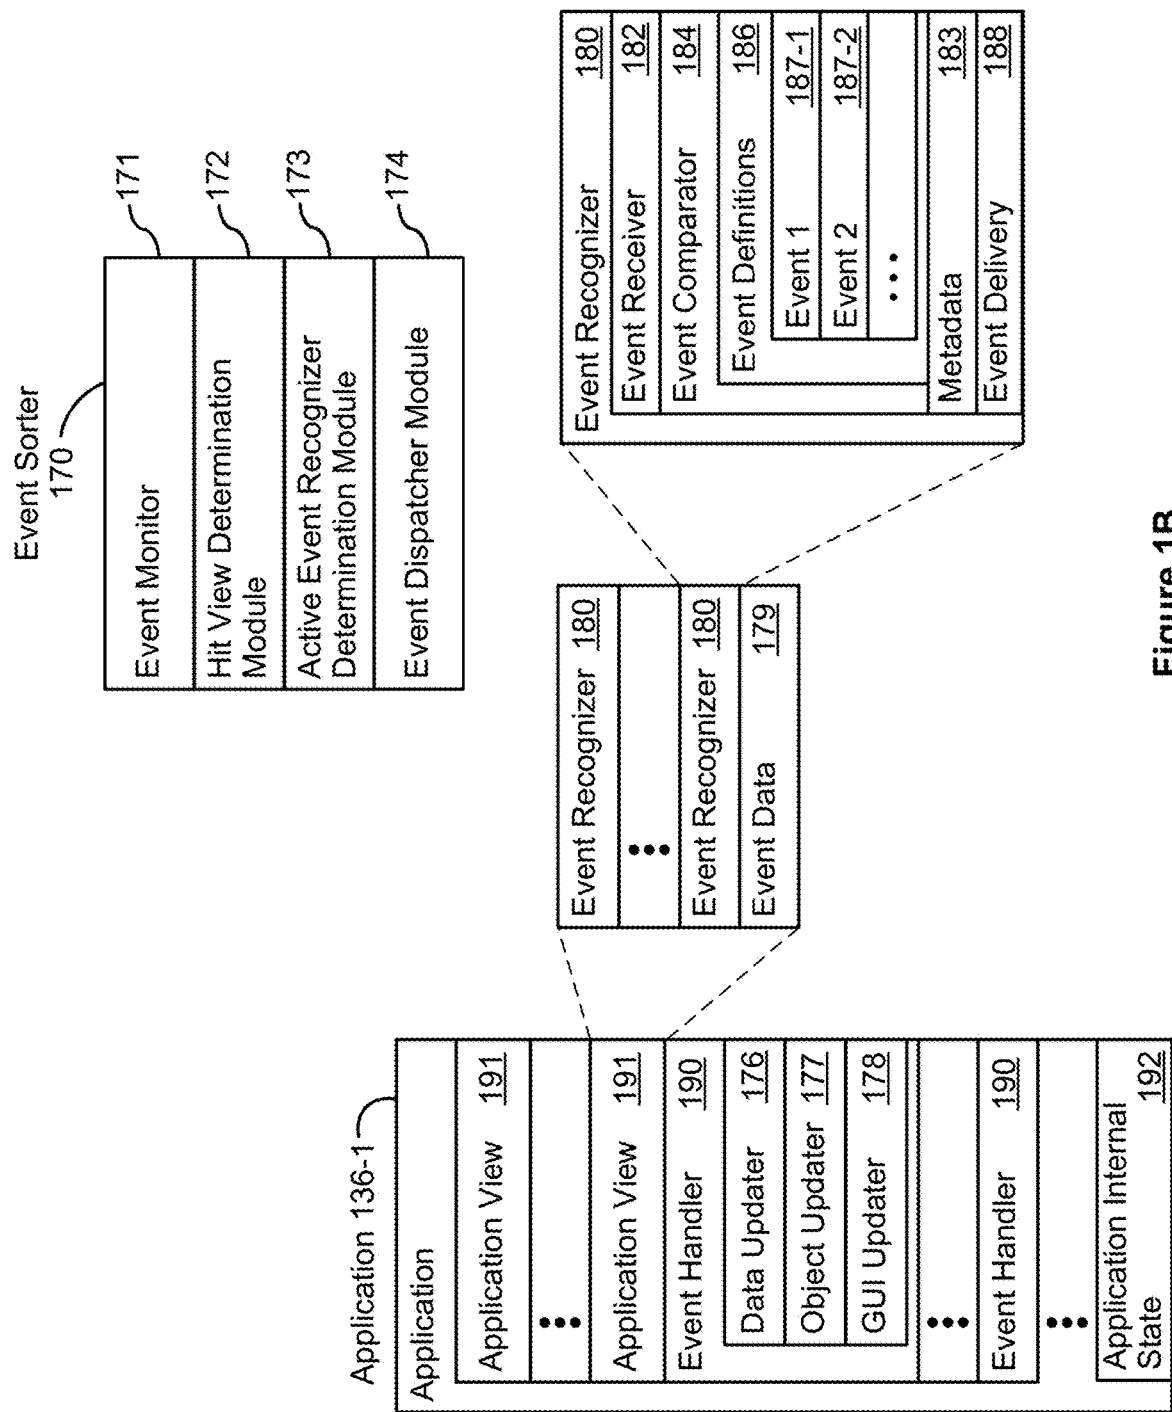 Event Sorter
170
Event Monitor
171
Hit View Determination
Module
172
Active Event Recognizer
Determination Module
173
Event Dispatcher Module
174
Application 136-1
Application
Application View 191
•••
Application View 191
Event Handler 190
Data Updater 176
Object Updater 177
GUI Updater 178
•••
Event Handler 190
•••
Application Internal
State 192
Event Recognizer 180
•••
Event Recognizer 180
Event Data 179
Event Recognizer 180
Event Receiver 182
Event Comparator 184
Event Definitions 186
Event 1 187-1
Event 2 187-2
•••
Metadata 183
Event Delivery 188
Figure 1B